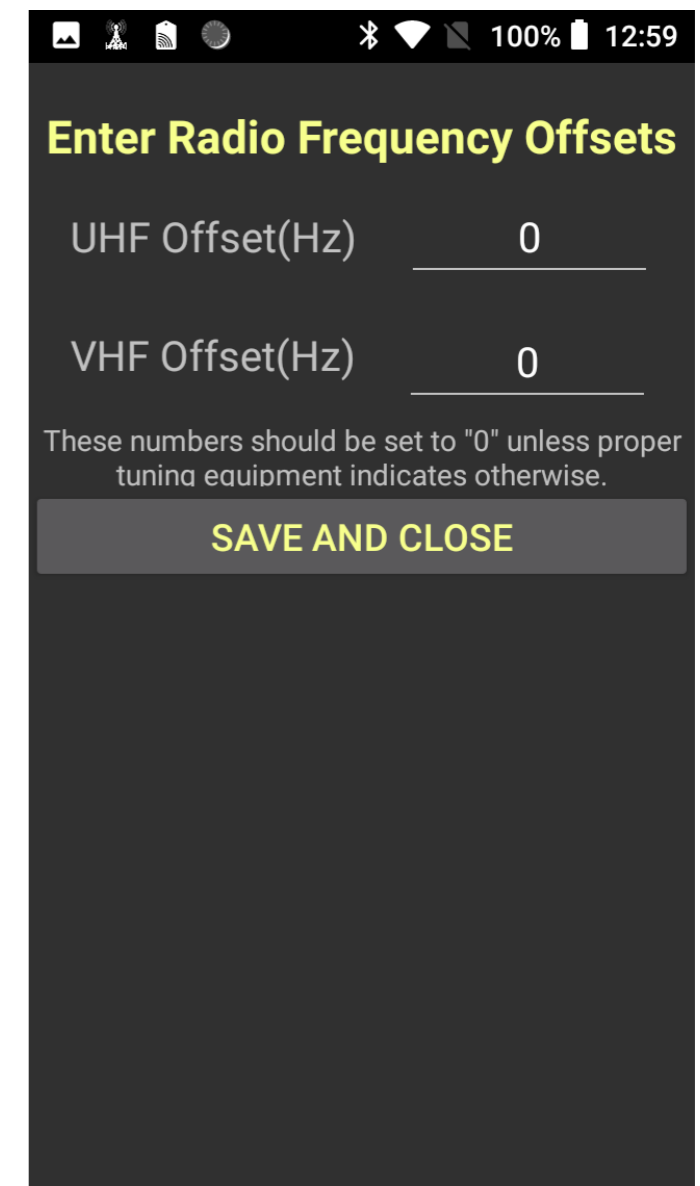 100% 12:59
Enter Radio Frequency Offsets
UHF Offset(Hz) 0
VHF Offset(Hz) 0
These numbers should be set to "0" unless proper
tuning equipment indicates otherwise.
SAVE AND CLOSE